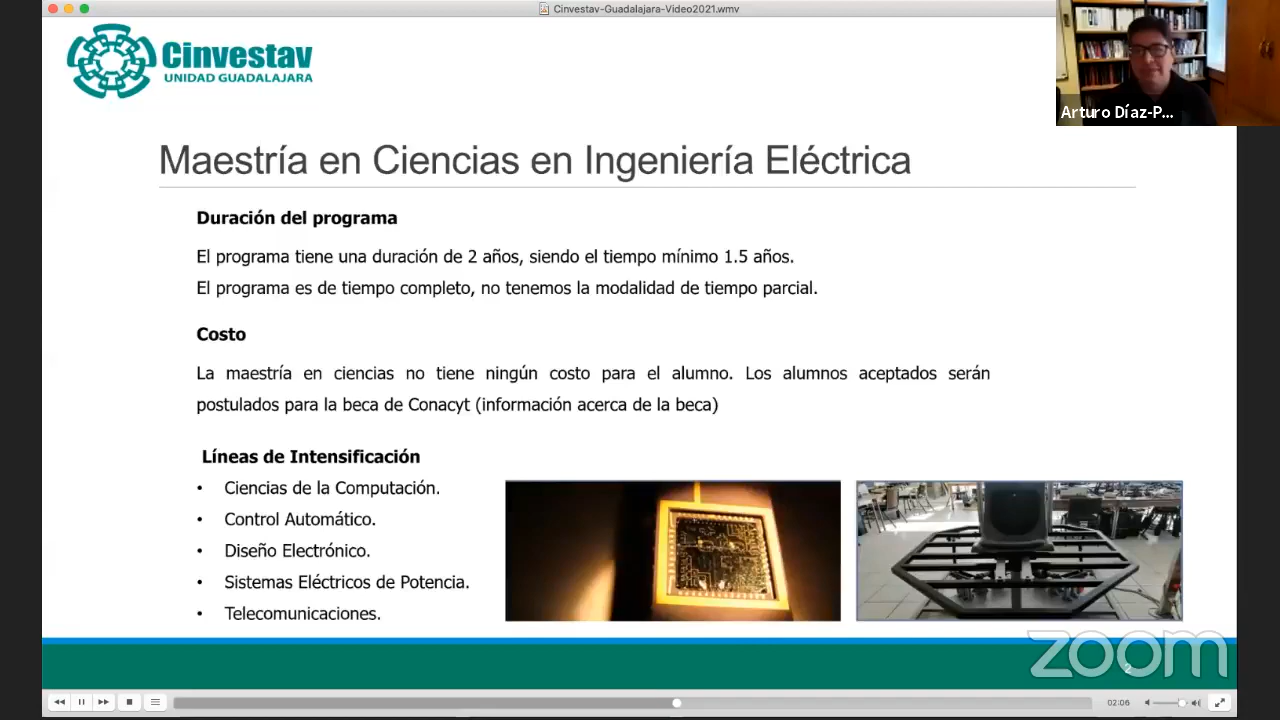 Cinvestav-Guadalajara-Video2021.wmv
Cinvestav
UNIDAD GUADALAJARA
Arturo Díaz-P...
Maestría en Ciencias en Ingeniería Eléctrica
Duración del programa
El programa tiene una duración de 2 años, siendo el tiempo mínimo 1.5 años.
El programa es de tiempo completo, no tenemos la modalidad de tiempo parcial.
Costo
La maestría en ciencias no tiene ningún costo para el alumno. Los alumnos aceptados serán
postulados para la beca de Conacyt (información acerca de la beca)
Líneas de Intensificación
• Ciencias de la Computación.
• Control Automático.
• Diseño Electrónico.
• Sistemas Eléctricos de Potencia.
• Telecomunicaciones.
zoom
2
02:06